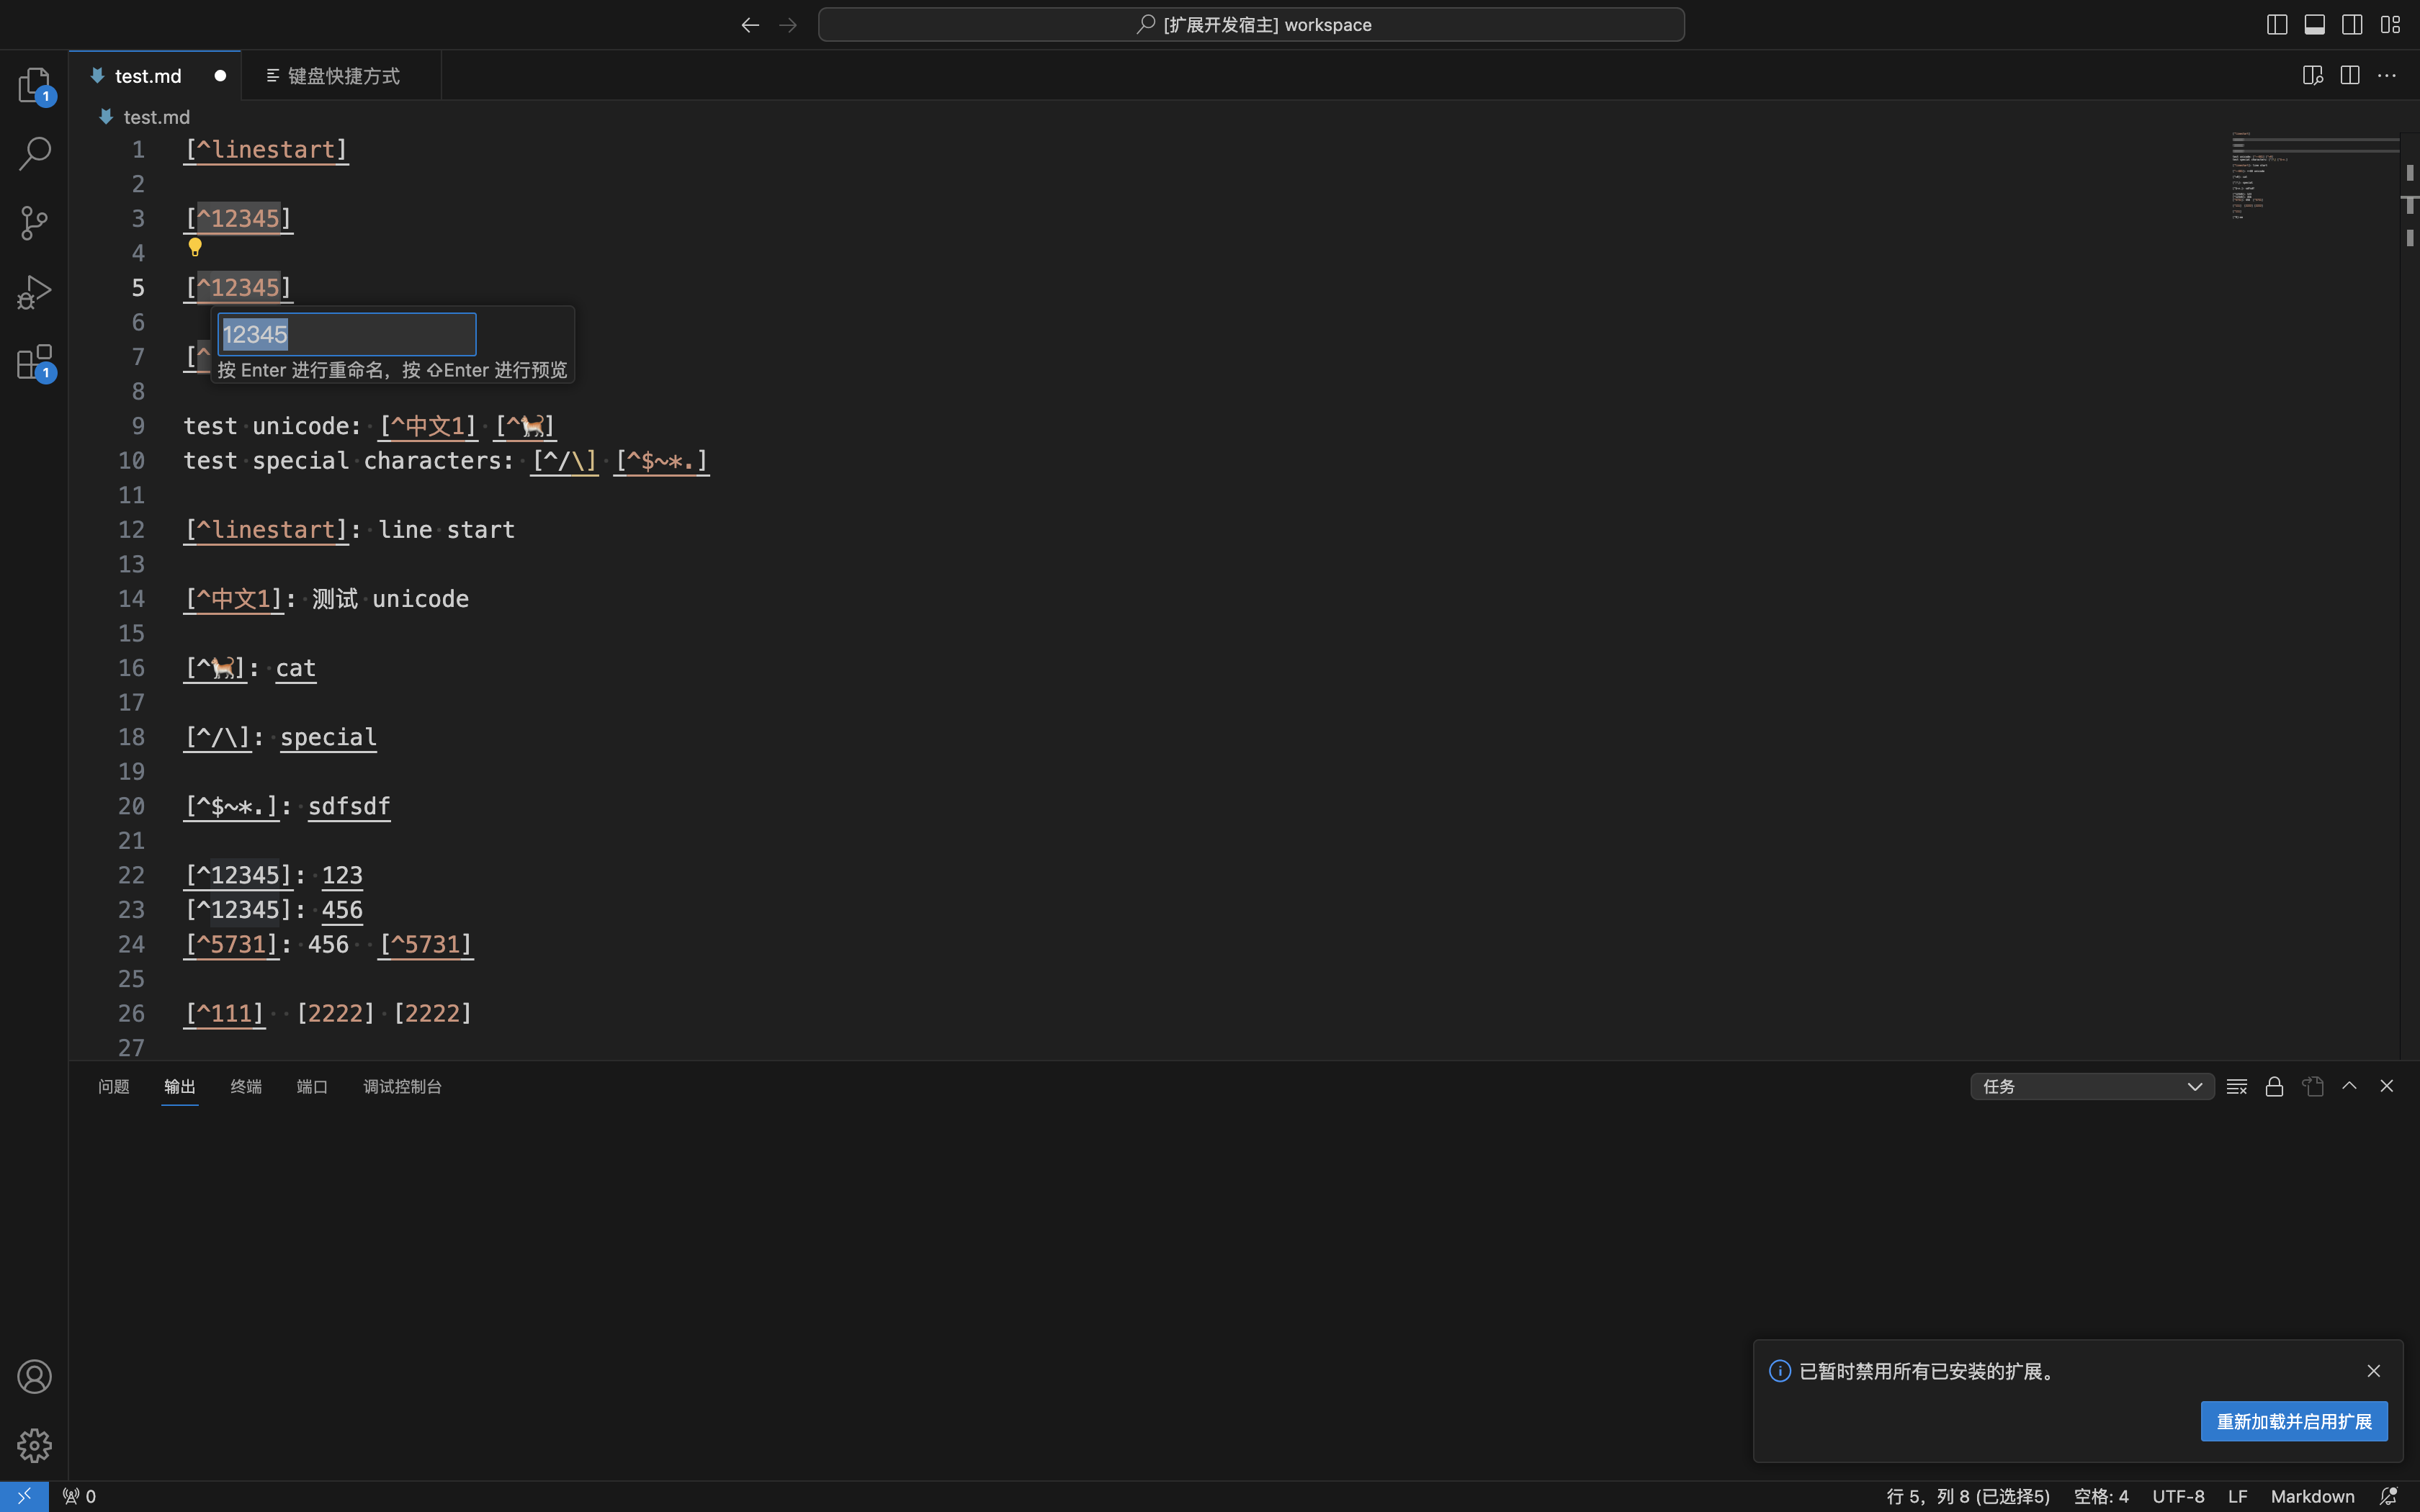 [扩展开发宿主] workspace
test.md
键盘快捷方式
1
1
test.md
1 [^linestart]
2
3 [^12345]
4
5 [^12345]
6
12345
按 Enter 进行重命名，按 ⇧Enter 进行预览
7 [^
8
9 test unicode: [^中文1] [^🐈]
10 test special characters: [^/\] [^$~*.]
11
12 [^linestart]: line start
13
14 [^中文1]: 测试 unicode
15
16 [^🐈]: cat
17
18 [^/\]: special
19
20 [^$~*.]: sdfsdf
21
22 [^12345]: 123
23 [^12345]: 456
24 [^5731]: 456  [^5731]
25
26 [^111]  [2222] [2222]
27
问题 输出 终端 端口 调试控制台
任务
已暂时禁用所有已安装的扩展。
重新加载并启用扩展
0
行 5，列 8 (已选择5) 空格: 4 UTF-8 LF Markdown